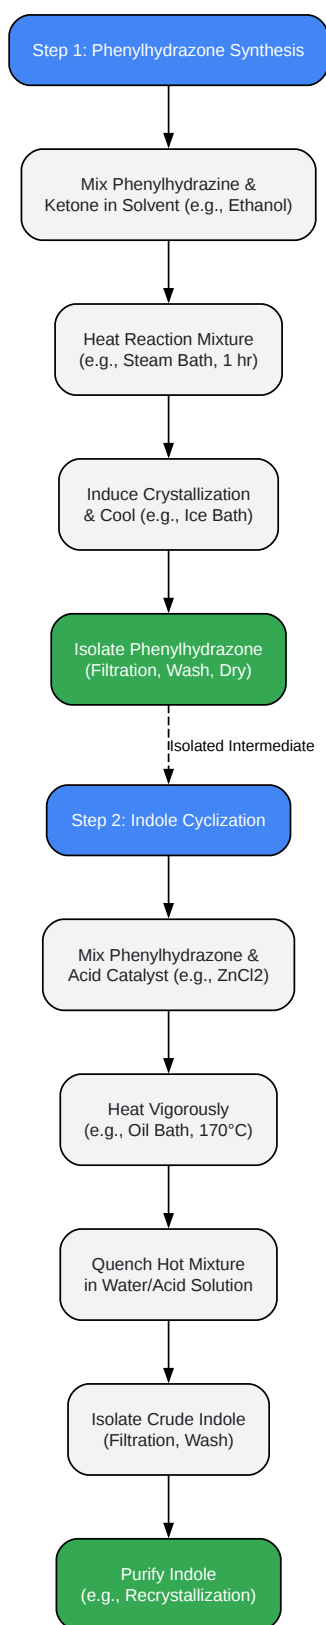 Step 1: Phenylhydrazone Synthesis
Mix Phenylhydrazine &
Ketone in Solvent (e.g., Ethanol)
Heat Reaction Mixture
(e.g., Steam Bath, 1 hr)
Induce Crystallization
& Cool (e.g., Ice Bath)
Isolate Phenylhydrazone
(Filtration, Wash, Dry)
Isolated Intermediate
Step 2: Indole Cyclization
Mix Phenylhydrazone &
Acid Catalyst (e.g., ZnCl2)
Heat Vigorously
(e.g., Oil Bath, 170°C)
Quench Hot Mixture
in Water/Acid Solution
Isolate Crude Indole
(Filtration, Wash)
Purify Indole
(e.g., Recrystallization)